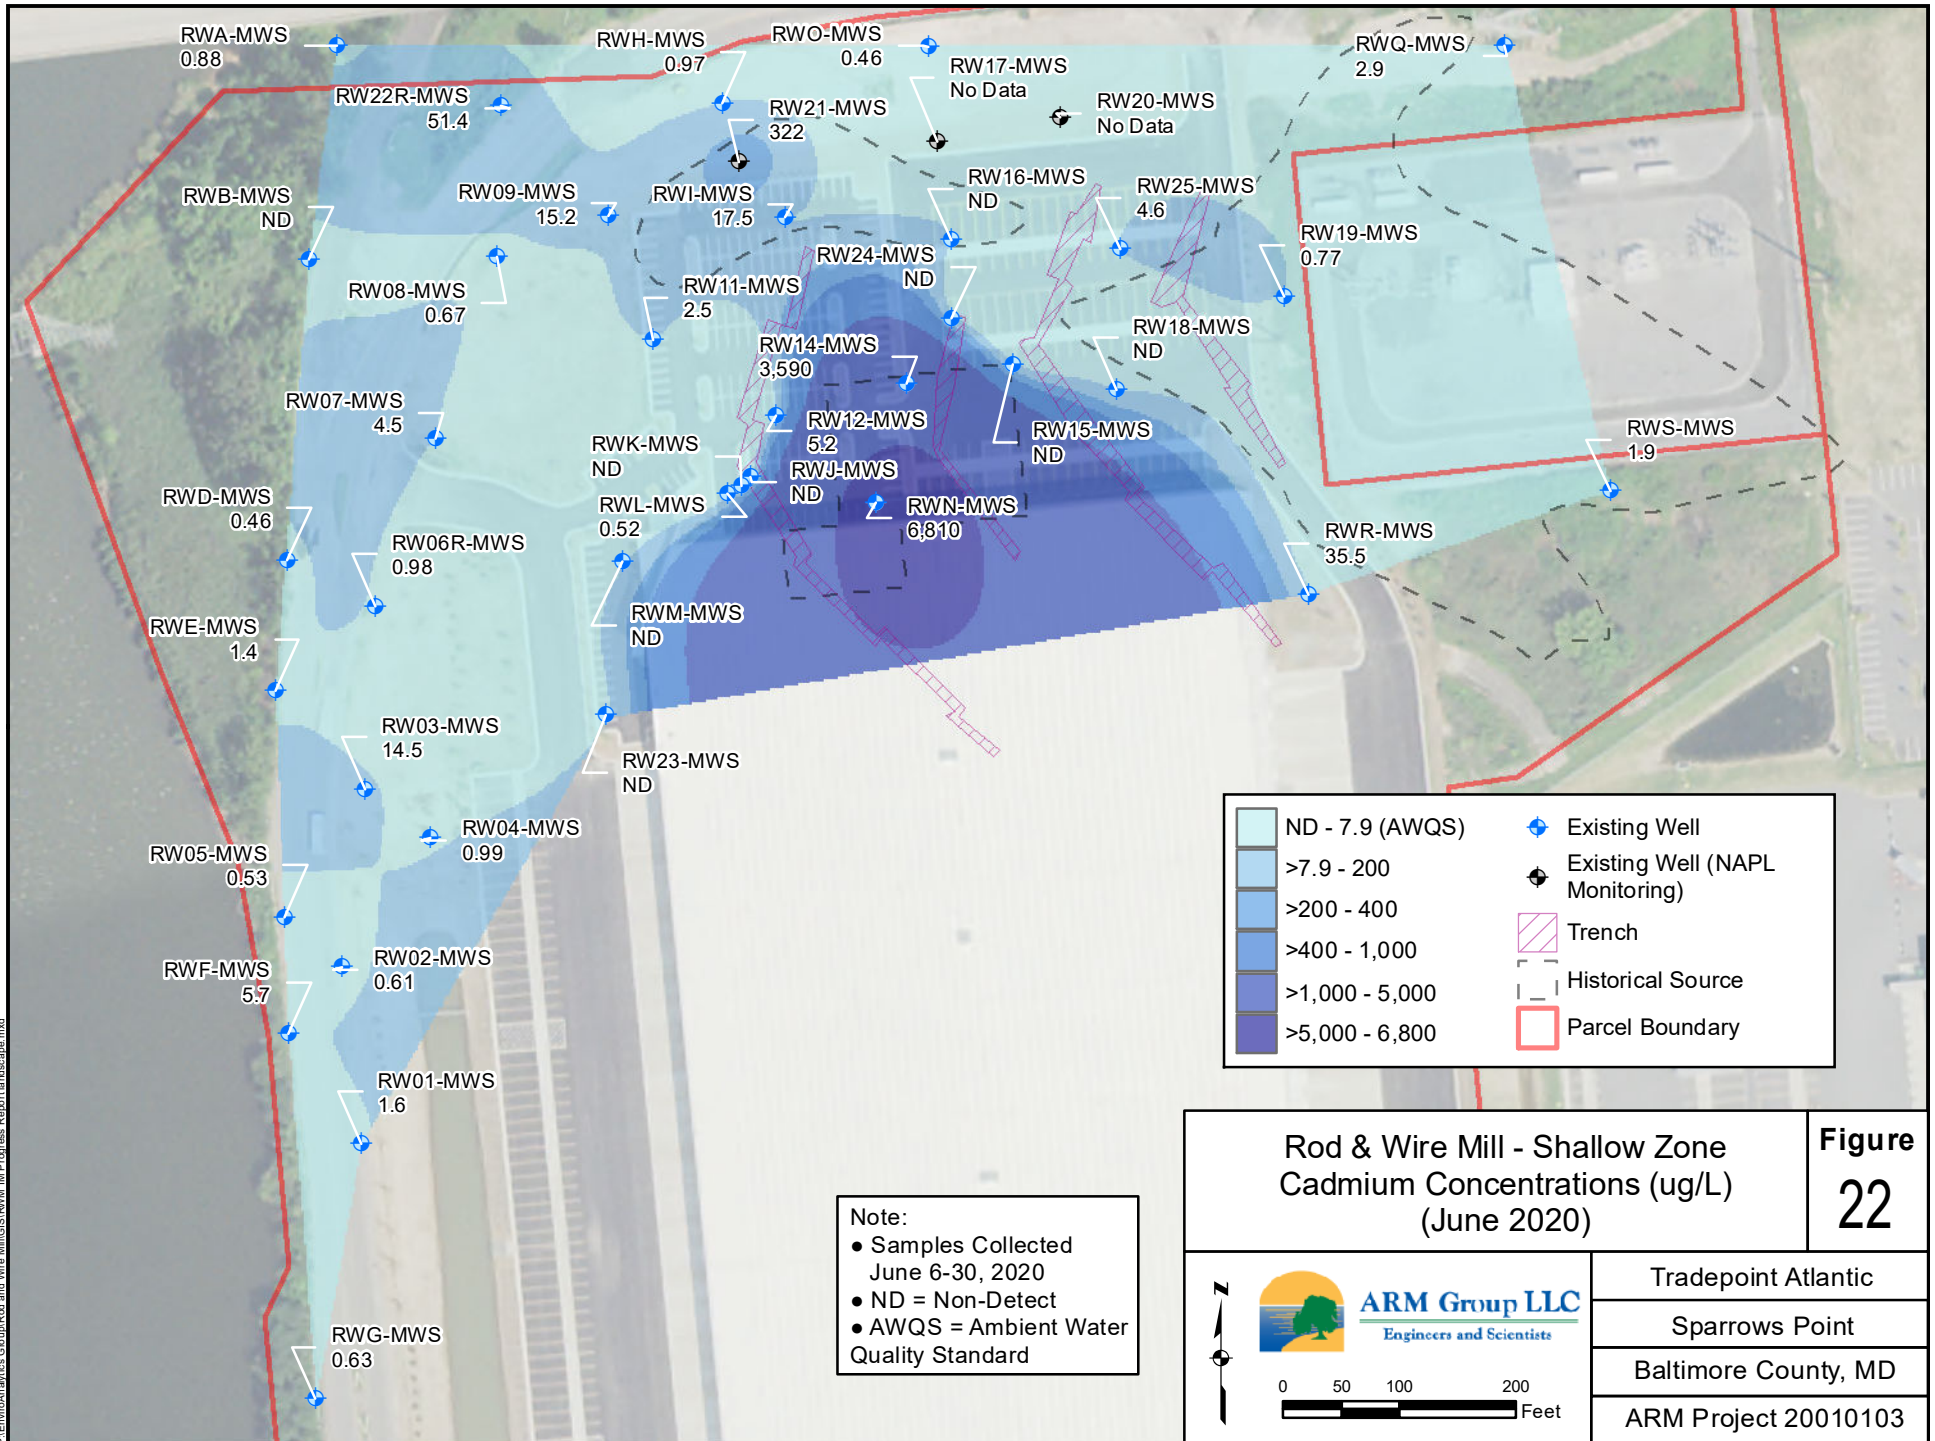 RWA-MWS
0.88
RWH-MWS
0.97
RWO-MWS
0.46
RWQ-MWS
2.9
RW17-MWS
No Data
RW22R-MWS
51.4
RW21-MWS
322
RW20-MWS
No Data
RWB-MWS
ND
RW09-MWS
15.2
RWI-MWS
17.5
RW16-MWS
ND
RW25-MWS
4.6
RW19-MWS
0.77
RW24-MWS
ND
RW08-MWS
0.67
RW11-MWS
2.5
RW18-MWS
ND
RW14-MWS
3,590
RW07-MWS
4.5
RW12-MWS
5.2
RW15-MWS
ND
RWS-MWS
1.9
RWK-MWS
ND
RWJ-MWS
ND
RWD-MWS
0.46
RWL-MWS
0.52
RWN-MWS
6,810
RWR-MWS
35.5
RW06R-MWS
0.98
RWM-MWS
ND
RWE-MWS
1.4
RW03-MWS
14.5
RW23-MWS
ND
RW04-MWS
0.99
RW05-MWS
0.53
RW02-MWS
0.61
RWF-MWS
5.7
RW01-MWS
1.6
RWG-MWS
0.63
ND - 7.9 (AWQS)
>7.9 - 200
>200 - 400
>400 - 1,000
>1,000 - 5,000
>5,000 - 6,800
Existing Well
Existing Well (NAPL
Monitoring)
Trench
Historical Source
Parcel Boundary
Note:
● Samples Collected
June 6-30, 2020
● ND = Non-Detect
● AWQS = Ambient Water
Quality Standard
Rod & Wire Mill - Shallow Zone
Cadmium Concentrations (ug/L)
(June 2020)
Figure
22
N
ARM Group LLC
Engineers and Scientists
0 50 100 200
Feet
Tradepoint Atlantic
Sparrows Point
Baltimore County, MD
ARM Project 20010103